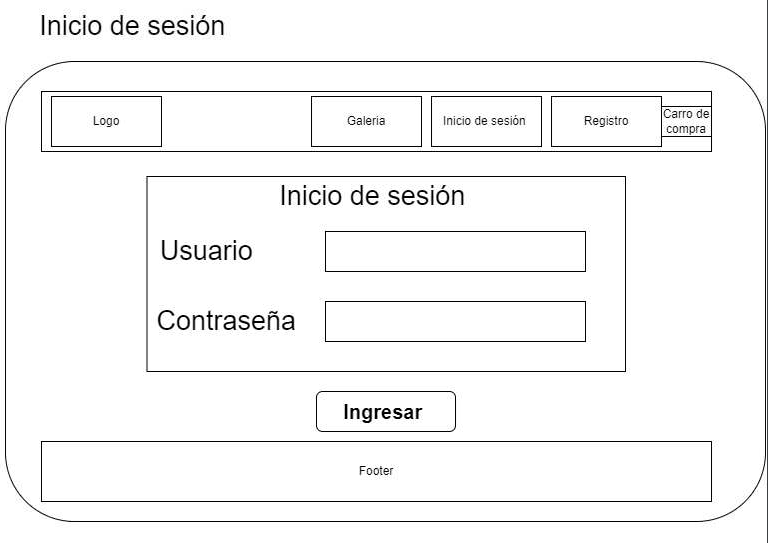 Inicio de sesión
Logo
Galeria
Inicio de sesión
Registro
Carro de
compra
Inicio de sesión
Usuario
Contraseña
Ingresar
Footer